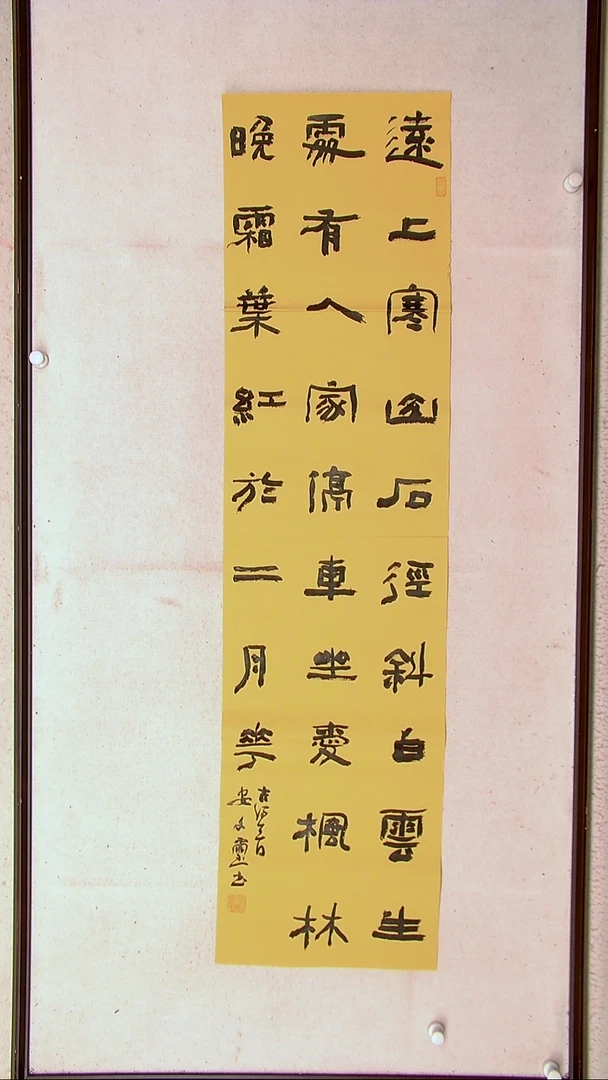 遠上寒山石徑斜白雲生
處有人家停車坐愛楓林
晚霜葉紅於二月花